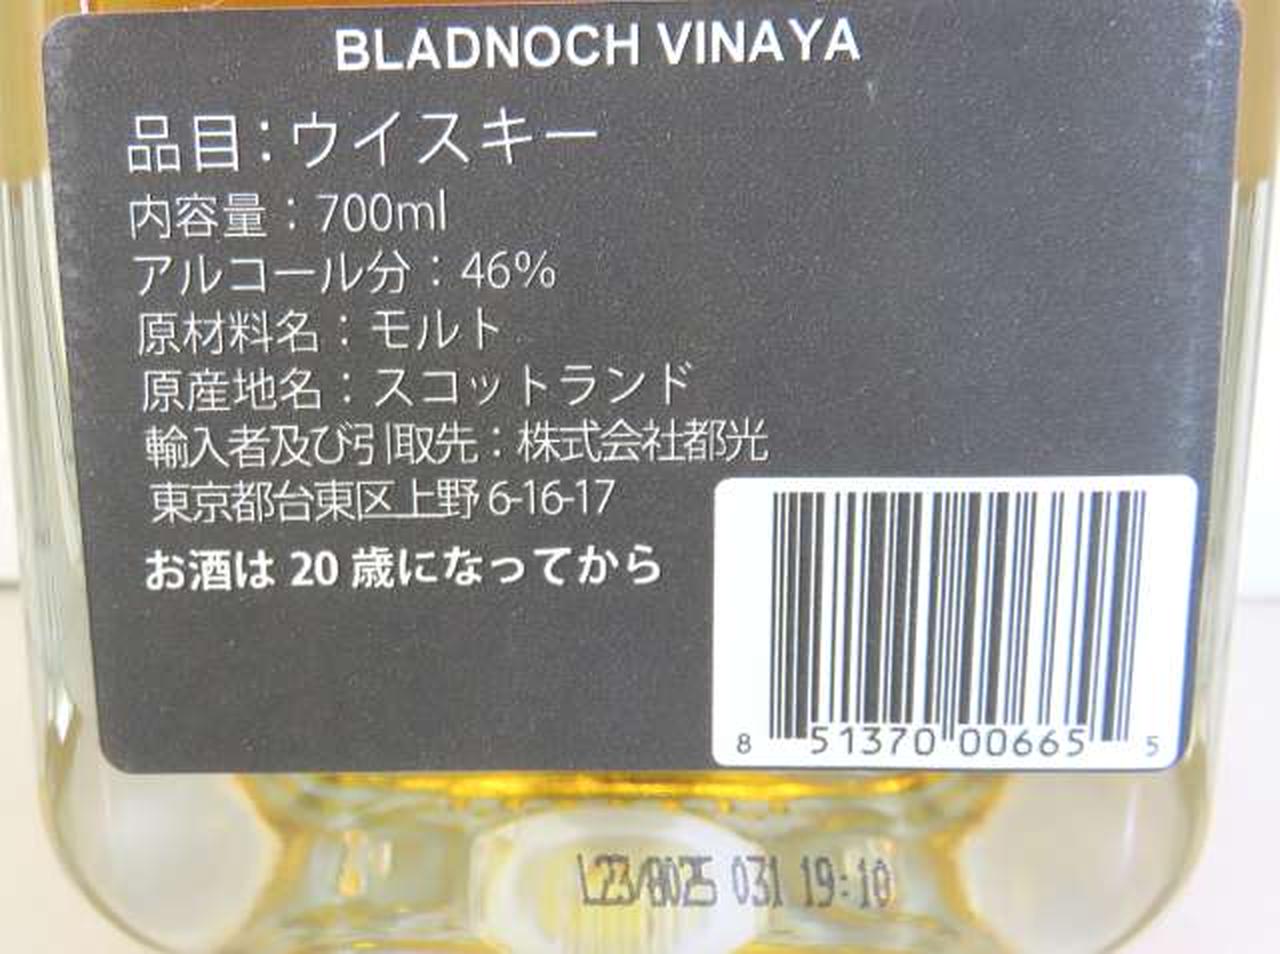 BLADNOCH VINAYA
品目：ウイスキー
内容量：700ml
アルコール分：46%
原材料名：モルト
原産地名：スコットランド
輸入者及び引取先：株式会社都光
東京都台東区上野 6-16-17
お酒は 20 歳になってから
8 51370 00665 5
L23/8025 031 19:10